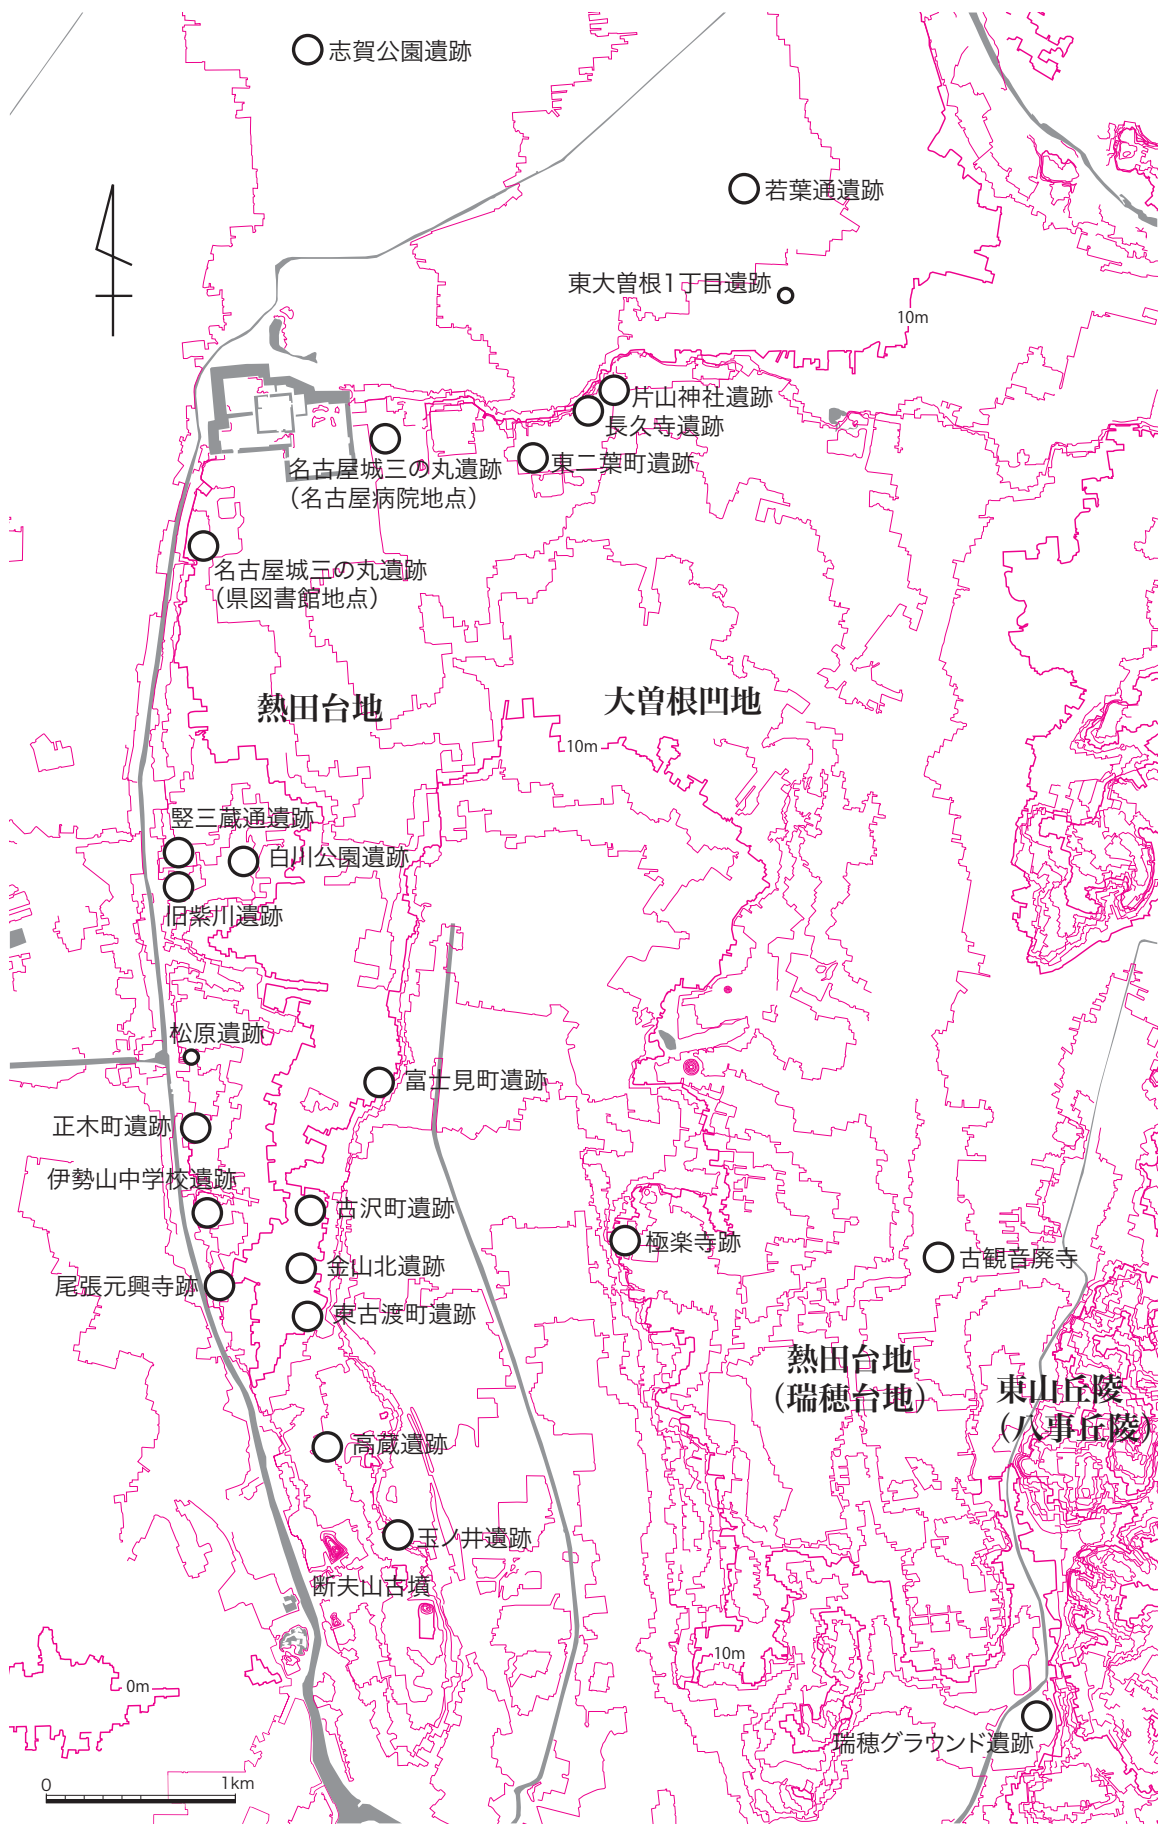 志賀公園遺跡
若葉通遺跡
東大曽根1丁目遺跡
10m
片山神社遺跡
長久寺遺跡
東二葉町遺跡
名古屋城三の丸遺跡
（名古屋病院地点）
名古屋城三の丸遺跡
（県図書館地点）
熱田台地
大曽根凹地
10m
竪三蔵通遺跡
白川公園遺跡
旧紫川遺跡
松原遺跡
富士見町遺跡
正木町遺跡
伊勢山中学校遺跡
古沢町遺跡
極楽寺跡
古観音廃寺
金山北遺跡
尾張元興寺跡
東古渡町遺跡
熱田台地
（瑞穂台地）
東山丘陵
（八事丘陵）
高蔵遺跡
玉ノ井遺跡
断夫山古墳
10m
0m
瑞穂グラウンド遺跡
0
1km